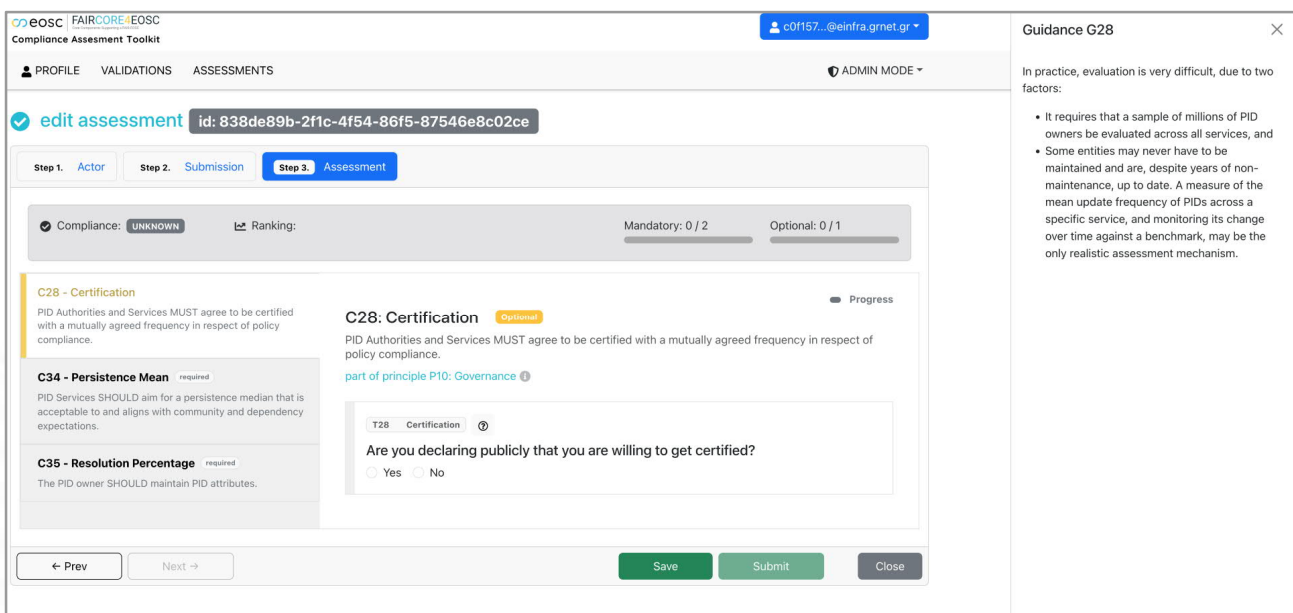 eosc FAIRCORE4EOSC
Compliance Assesment Toolkit
c0f157...@einfra.grnet.gr
PROFILE VALIDATIONS ASSESSMENTS
ADMIN MODE
edit assessment id: 838de89b-2f1c-4f54-86f5-87546e8c02ce
Step 1. Actor
Step 2. Submission
Step 3. Assessment
Compliance: UNKNOWN
Ranking:
Mandatory: 0 / 2
Optional: 0 / 1
C28 - Certification
PID Authorities and Services MUST agree to be certified
with a mutually agreed frequency in respect of policy
compliance.
C34 - Persistence Mean required
PID Services SHOULD aim for a persistence median that is
acceptable to and aligns with community and dependency
expectations.
C35 - Resolution Percentage required
The PID owner SHOULD maintain PID attributes.
Progress
C28: Certification Optional
PID Authorities and Services MUST agree to be certified with a mutually agreed frequency in respect of
policy compliance.
part of principle P10: Governance
T28 Certification
Are you declaring publicly that you are willing to get certified?
Yes No
← Prev
Next →
Save
Submit
Close
Guidance G28
In practice, evaluation is very difficult, due to two
factors:
• It requires that a sample of millions of PID
owners be evaluated across all services, and
• Some entities may never have to be
maintained and are, despite years of non-
maintenance, up to date. A measure of the
mean update frequency of PIDs across a
specific service, and monitoring its change
over time against a benchmark, may be the
only realistic assessment mechanism.